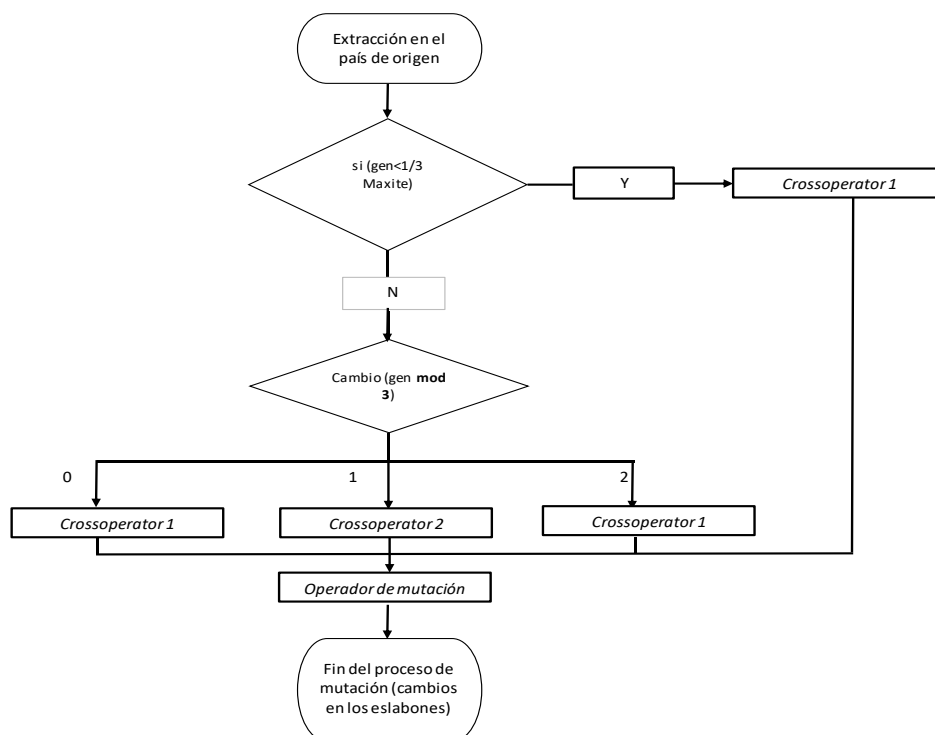 Extracción en el
país de origen
si (gen<1/3
Maxite)
Y
Crossoperator 1
N
Cambio (gen mod
3)
0
1
2
Crossoperator 1
Crossoperator 2
Crossoperator 1
Operador de mutación
Fin del proceso de
mutación (cambios
en los eslabones)